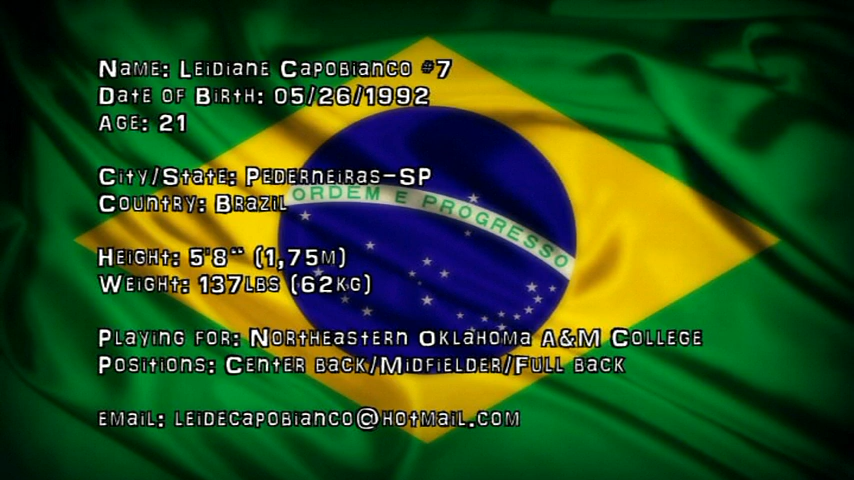 Name: Leidiane Capobianco #7
Date of Birth: 05/26/1992
Age: 21
City/State: Pederneiras-SP
Country: Brazil
ORDEM E PROGRESSO
Height: 5'8" (1,75m)
Weight: 137lbs (62kg)
Playing for: Northeastern Oklahoma A&M College
Positions: Center back/Midfielder/Full back
email: leidecapobianco@hotmail.com